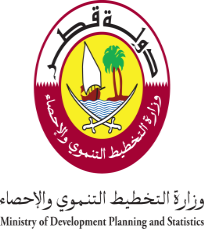 دولة قطر
وزارة التخطيط التنموي والإحصاء
وزارة التخطيط التنموي والإحصاء
Ministry of Development Planning and Statistics